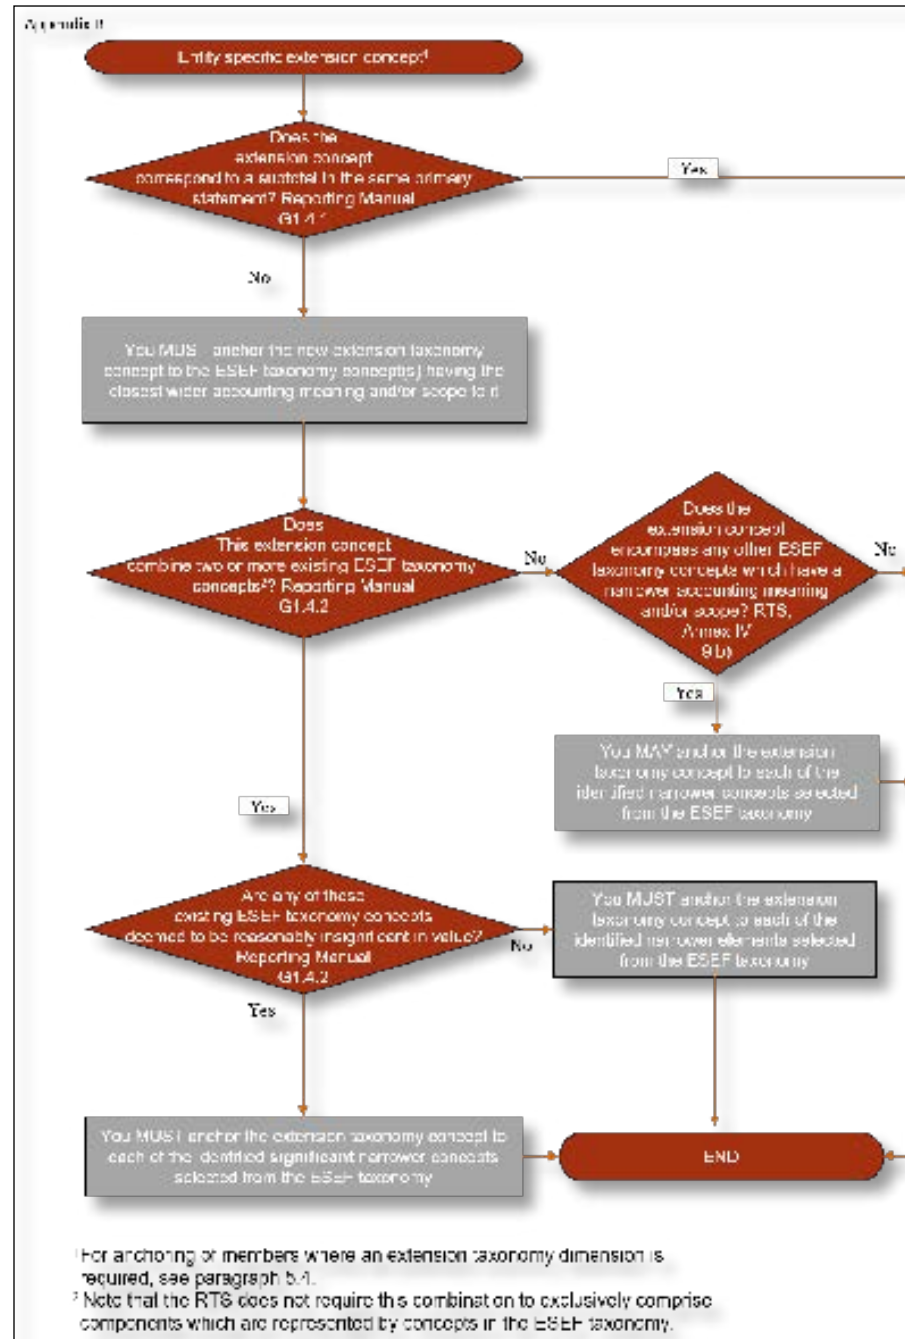 Appendix B
Entity specific extension concept¹
Does the
extension concept
correspond to a subtotal in the same primary
statement? Reporting Manual
G1.4.1
Yes
No
You MUST anchor the new extension taxonomy
concept to the ESEF taxonomy concept(s) having the
closest wider accounting meaning and/or scope to it
Does
This extension concept
combine two or more existing ESEF taxonomy
concepts²? Reporting Manual
G1.4.2
No
Does the
extension concept
encompass any other ESEF
taxonomy concepts which have a
narrower accounting meaning
and/or scope? RTS,
Annex IV
9 b)
No
Yes
You MAY anchor the extension
taxonomy concept to each of the
identified narrower concepts selected
from the ESEF taxonomy
Yes
Are any of these
existing ESEF taxonomy concepts
deemed to be reasonably insignificant in value?
Reporting Manual
G1.4.2
No
You MUST anchor the extension
taxonomy concept to each of the
identified narrower elements selected
from the ESEF taxonomy
Yes
You MUST anchor the extension taxonomy concept to
each of the identified significant narrower concepts
selected from the ESEF taxonomy
END
¹For anchoring of members where an extension taxonomy dimension is
required, see paragraph 5.4.
² Note that the RTS does not require this combination to exclusively comprise
components which are represented by concepts in the ESEF taxonomy.